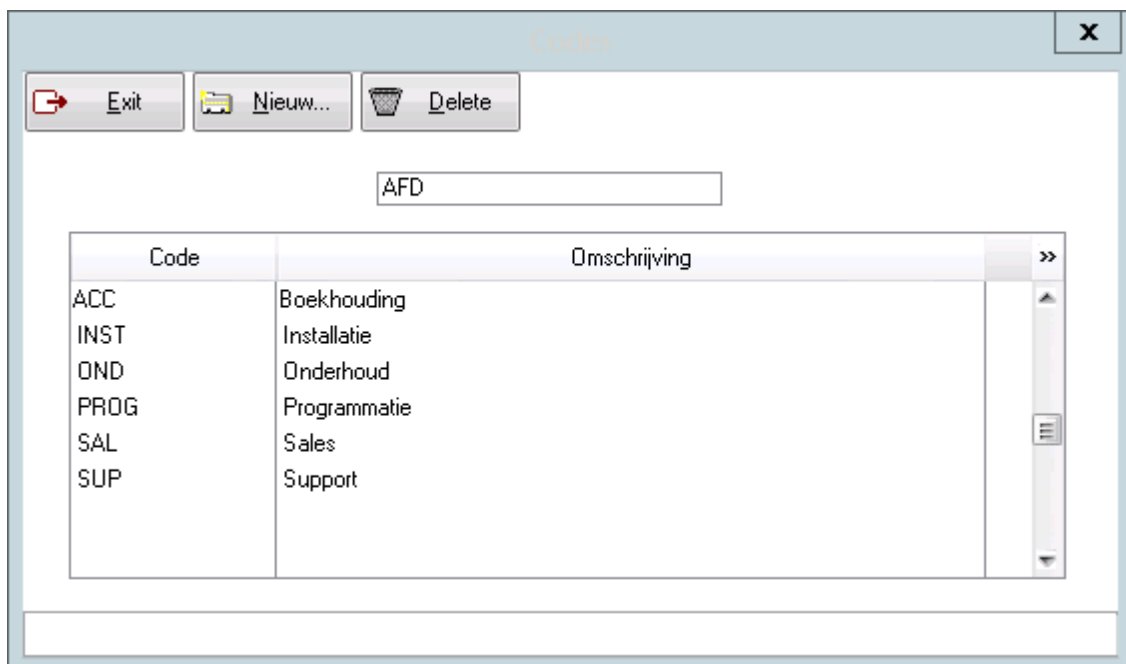 Codes
x
Exit Nieuw... Delete
AFD
Code Omschrijving »
ACC Boekhouding
INST Installatie
OND Onderhoud
PROG Programmatie
SAL Sales
SUP Support